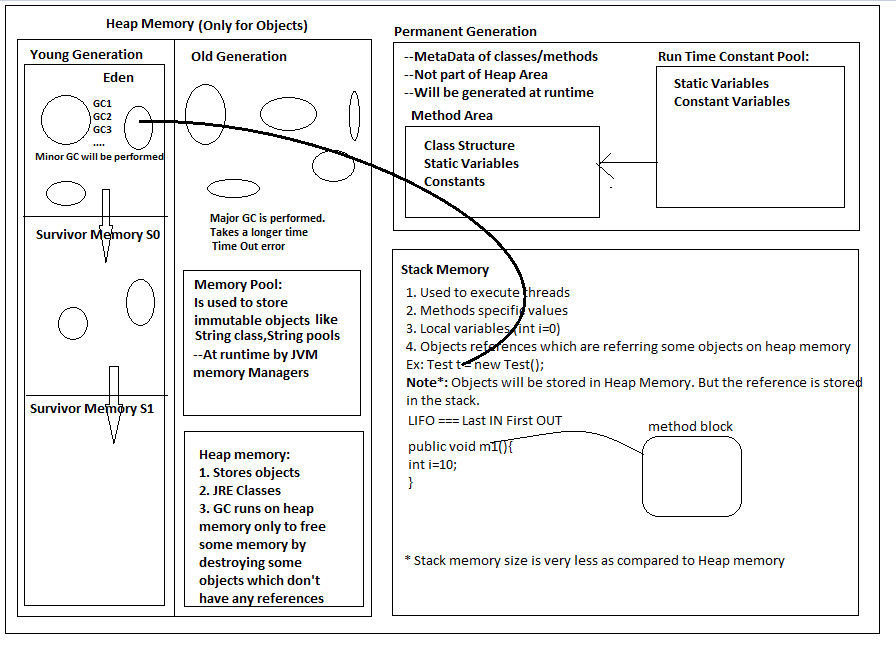 Heap Memory (Only for Objects)
Young Generation
Eden
GC1
GC2
GC3
....
Minor GC will be performed
Survivor Memory S0
Survivor Memory S1
Old Generation
Major GC is performed.
Takes a longer time
Time Out error
Memory Pool:
Is used to store
immutable objects like
String class,String pools
--At runtime by JVM
memory Managers
Heap memory:
1. Stores objects
2. JRE Classes
3. GC runs on heap
memory only to free
some memory by
destroying some
objects which don't
have any references
Permanent Generation
--MetaData of classes/methods
--Not part of Heap Area
--Will be generated at runtime
Method Area
Class Structure
Static Variables
Constants
Run Time Constant Pool:
Static Variables
Constant Variables
Stack Memory
1. Used to execute threads
2. Methods specific values
3. Local variables (int i=0)
4. Objects references which are referring some objects on heap memory
Ex: Test t = new Test();
Note*: Objects will be stored in Heap Memory. But the reference is stored
in the stack.
LIFO === Last IN First OUT
public void m1(){
int i=10;
}
method block
* Stack memory size is very less as compared to Heap memory